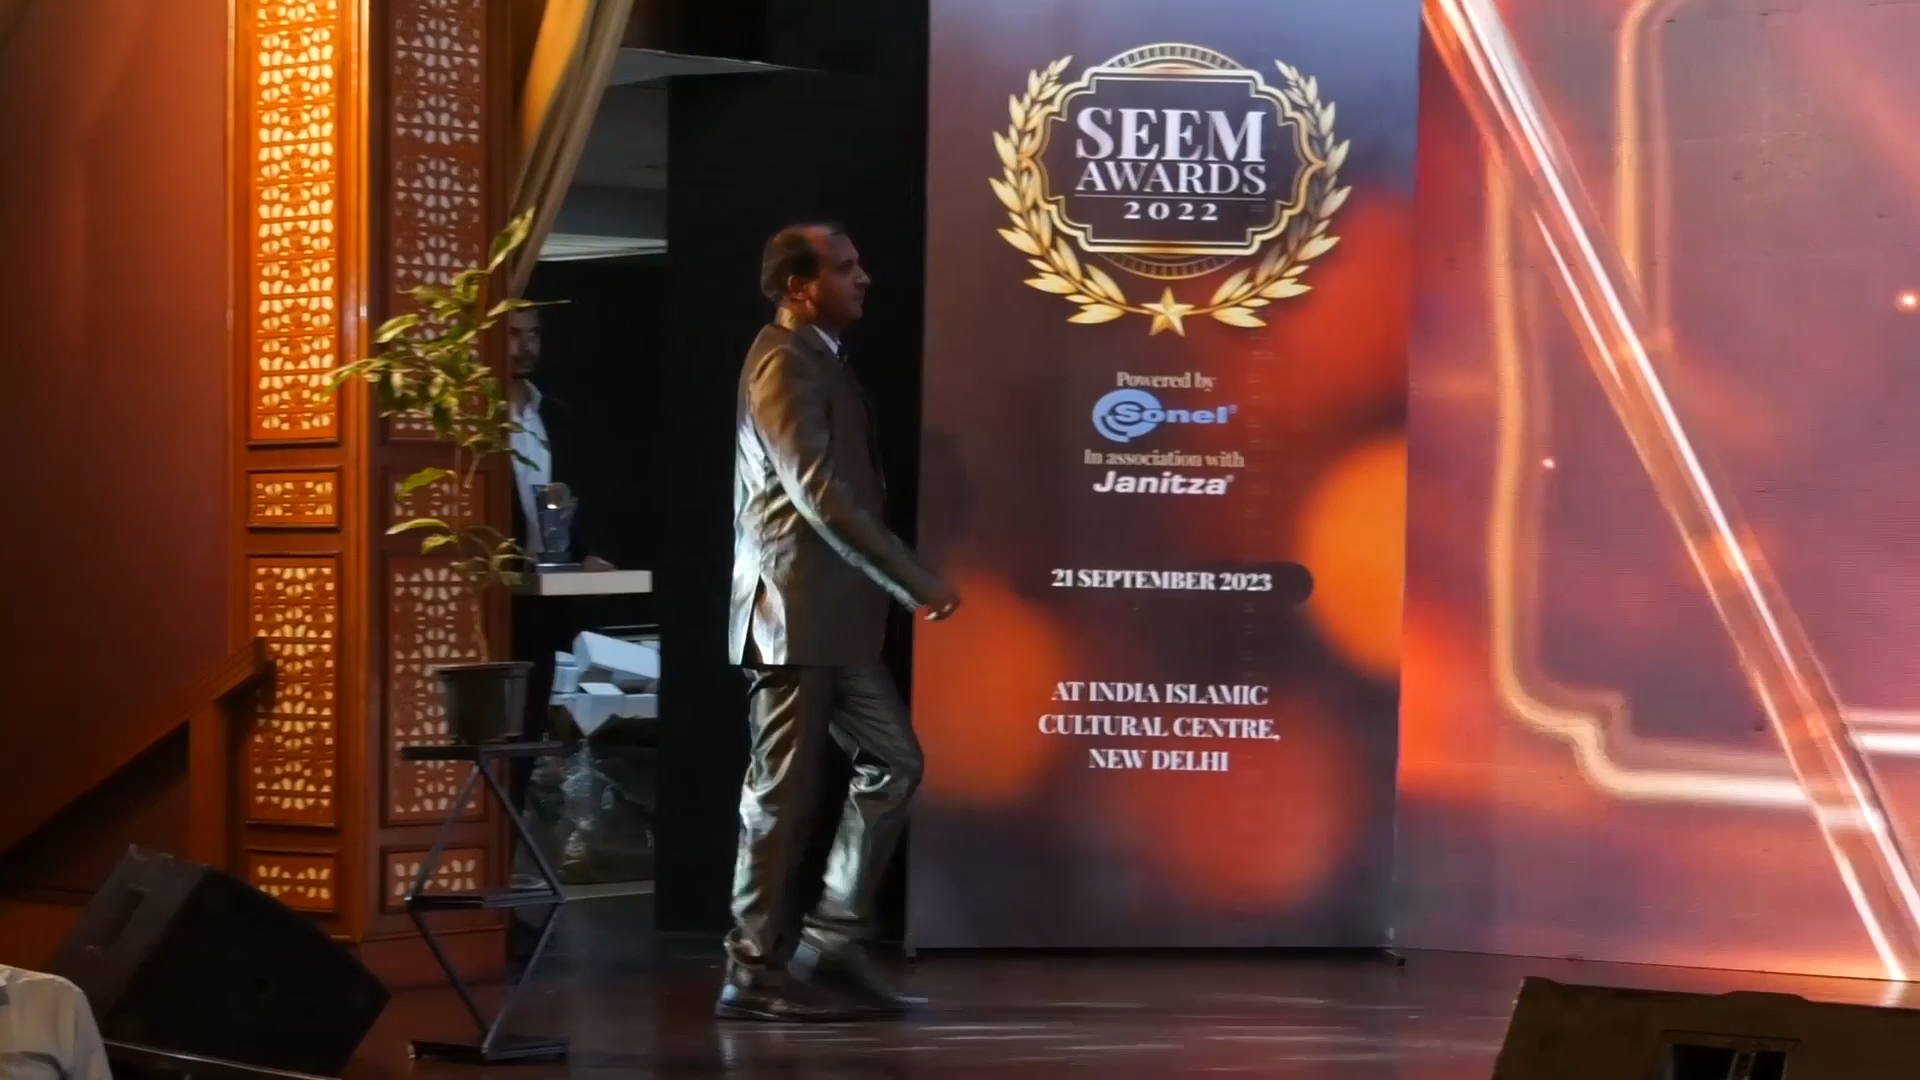 SEEM
AWARDS
2022
Powered by
Sonel®
In association with
Janitza®
21 SEPTEMBER 2023
AT INDIA ISLAMIC
CULTURAL CENTRE,
NEW DELHI